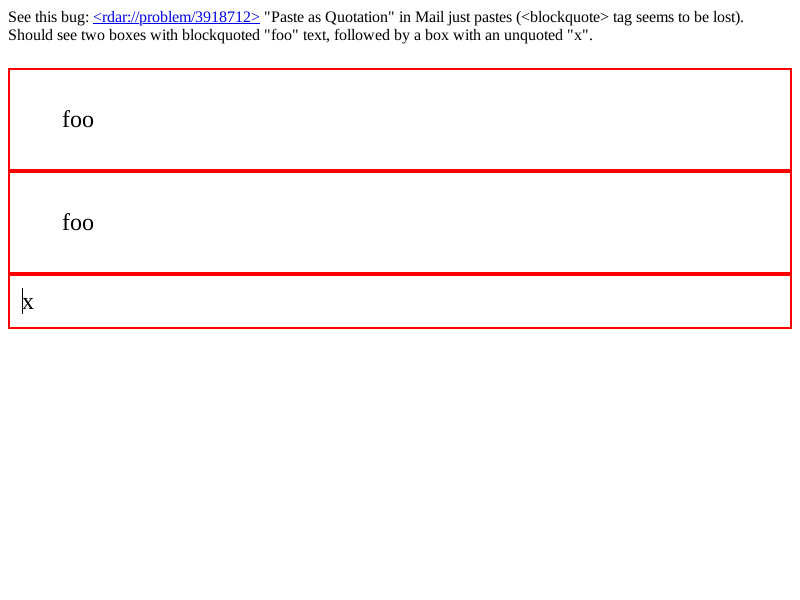 See this bug: <rdar://problem/3918712> "Paste as Quotation" in Mail just pastes (<blockquote> tag seems to be lost).
Should see two boxes with blockquoted "foo" text, followed by a box with an unquoted "x".
foo
foo
x